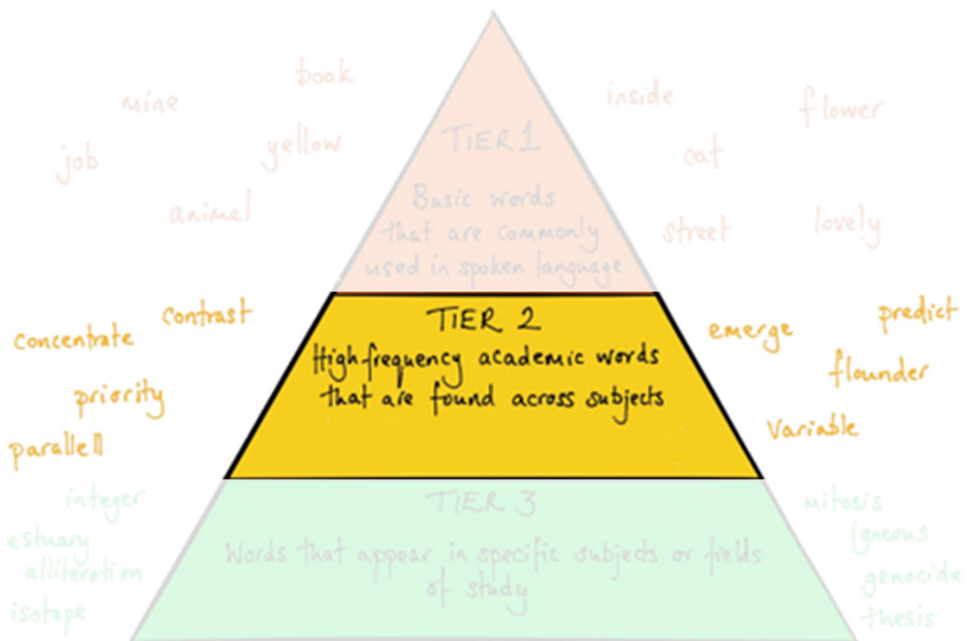 book
mine
inside
flower
yellow
job
cat
animal
street
lovely
TIER 1
Basic words
that are commonly
used in spoken language
contrast
concentrate
priority
parallell
TIER 2
High-frequency academic words
that are found across subjects
emerge
predict
flounder
variable
integer
estuary
alliteration
isotope
TIER 3
Words that appear in specific subjects or fields
of study
mitosis
igneous
genocide
thesis